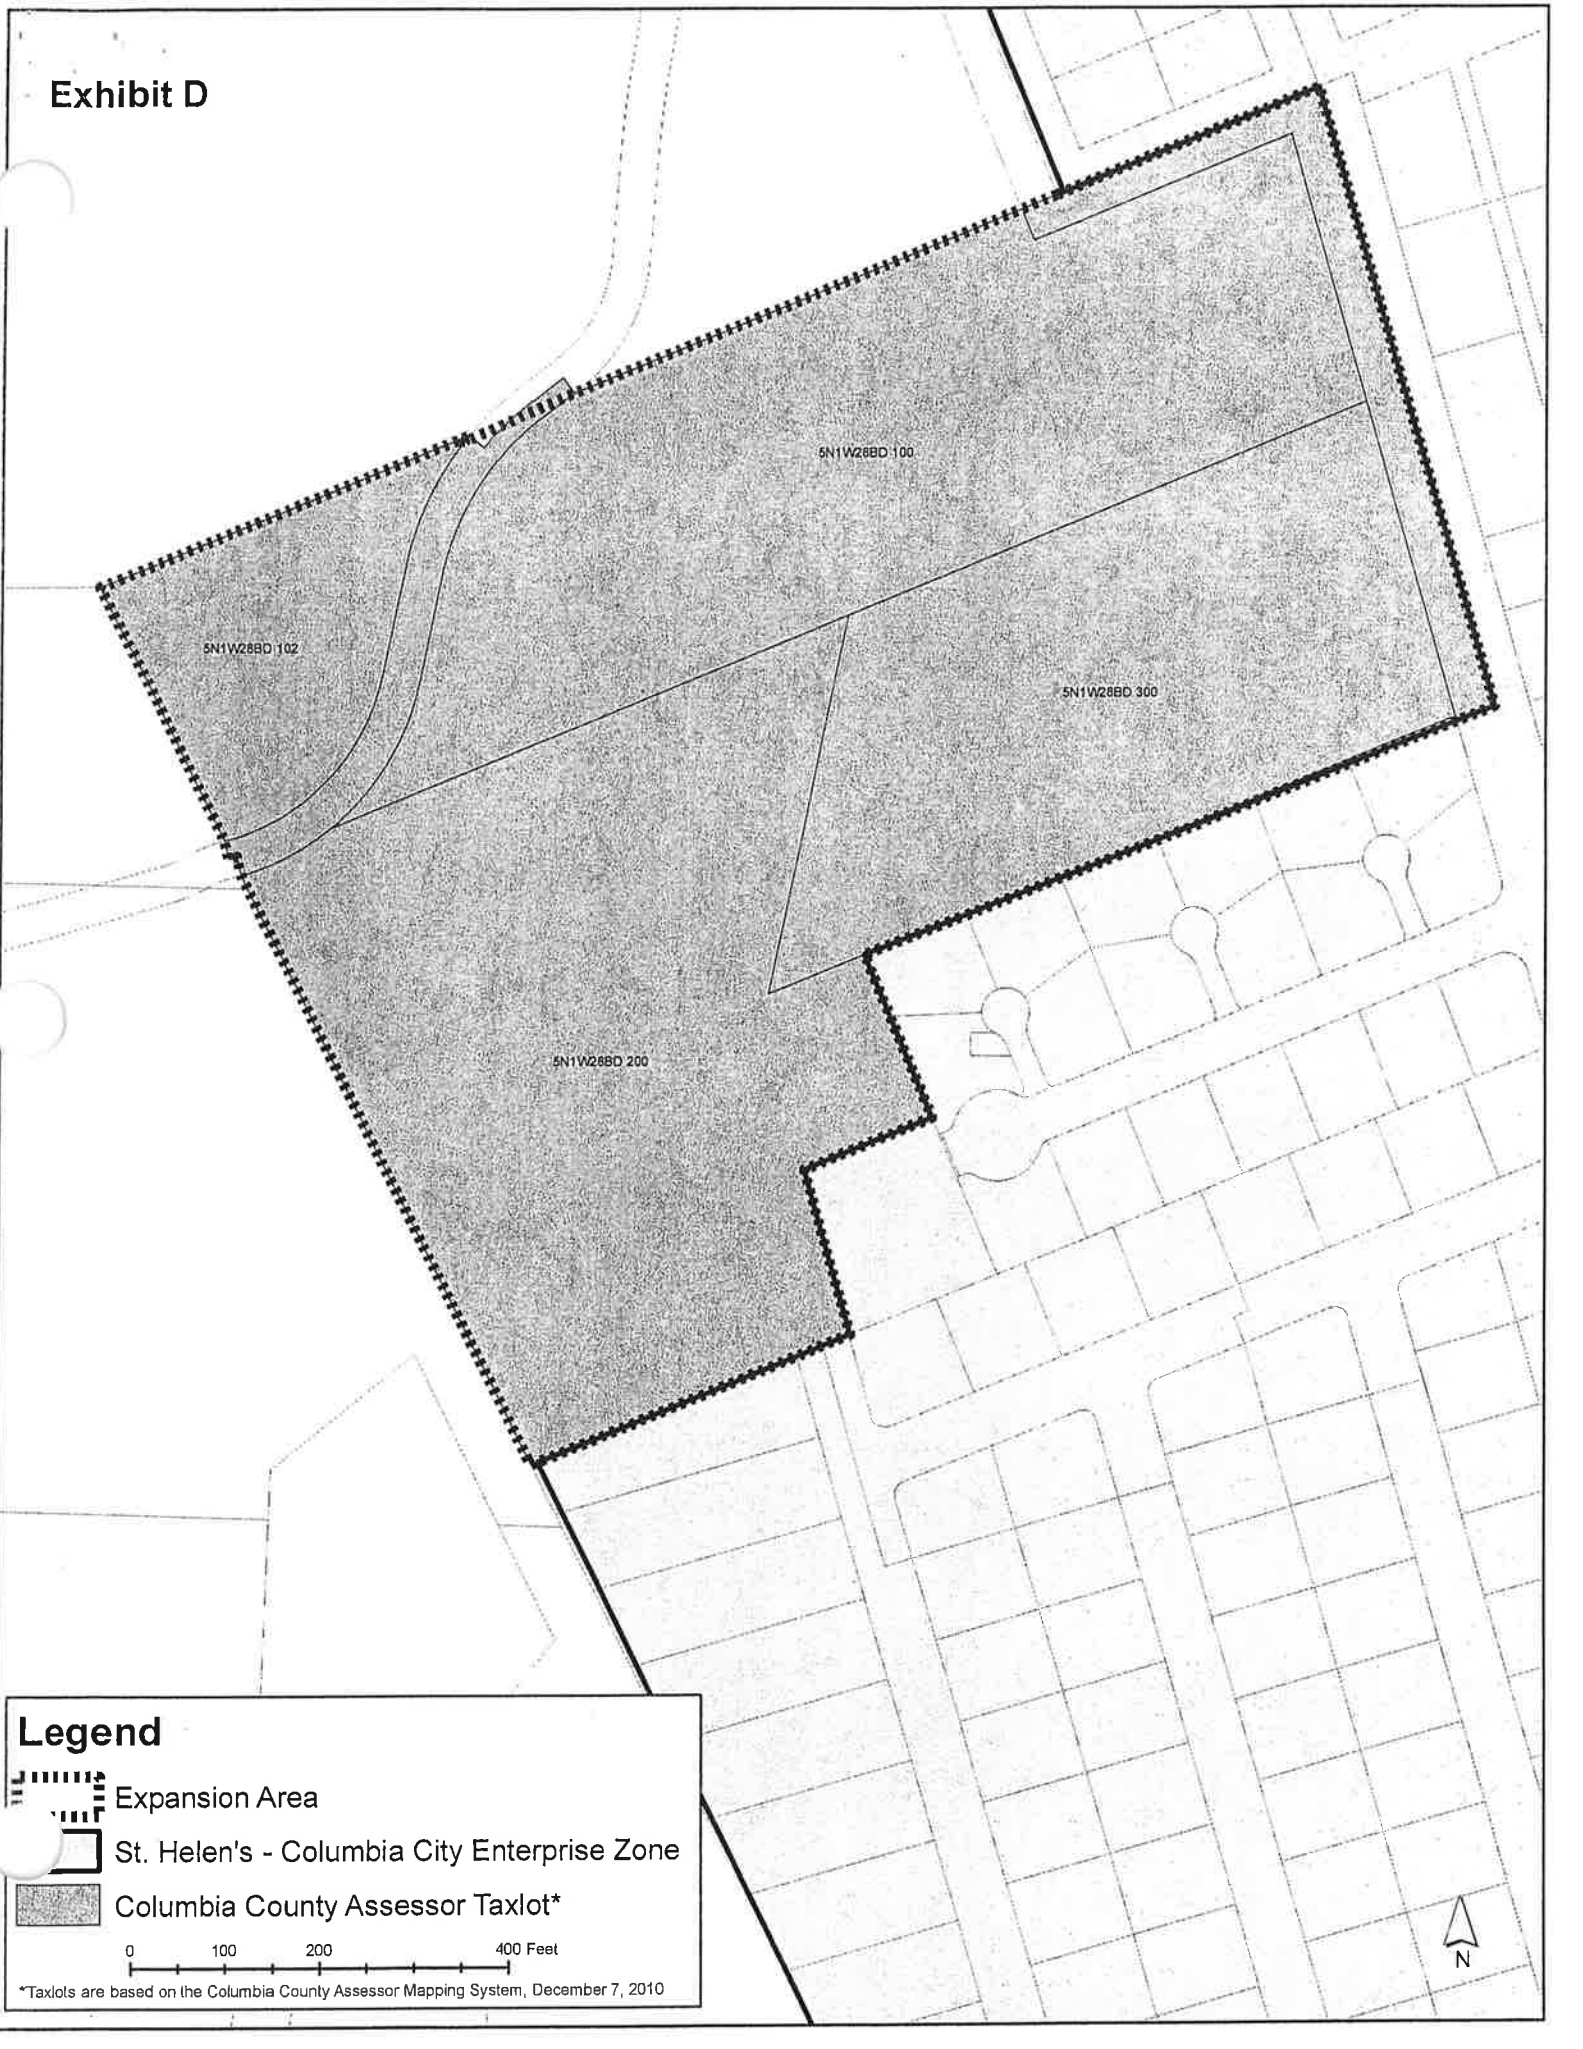 Exhibit D
5N1W28BD 100
5N1W28BD 102
5N1W28BD 300
5N1W28BD 200
Legend
Expansion Area
St. Helen's - Columbia City Enterprise Zone
Columbia County Assessor Taxlot*
0 100 200 400 Feet
*Taxlots are based on the Columbia County Assessor Mapping System, December 7, 2010
N